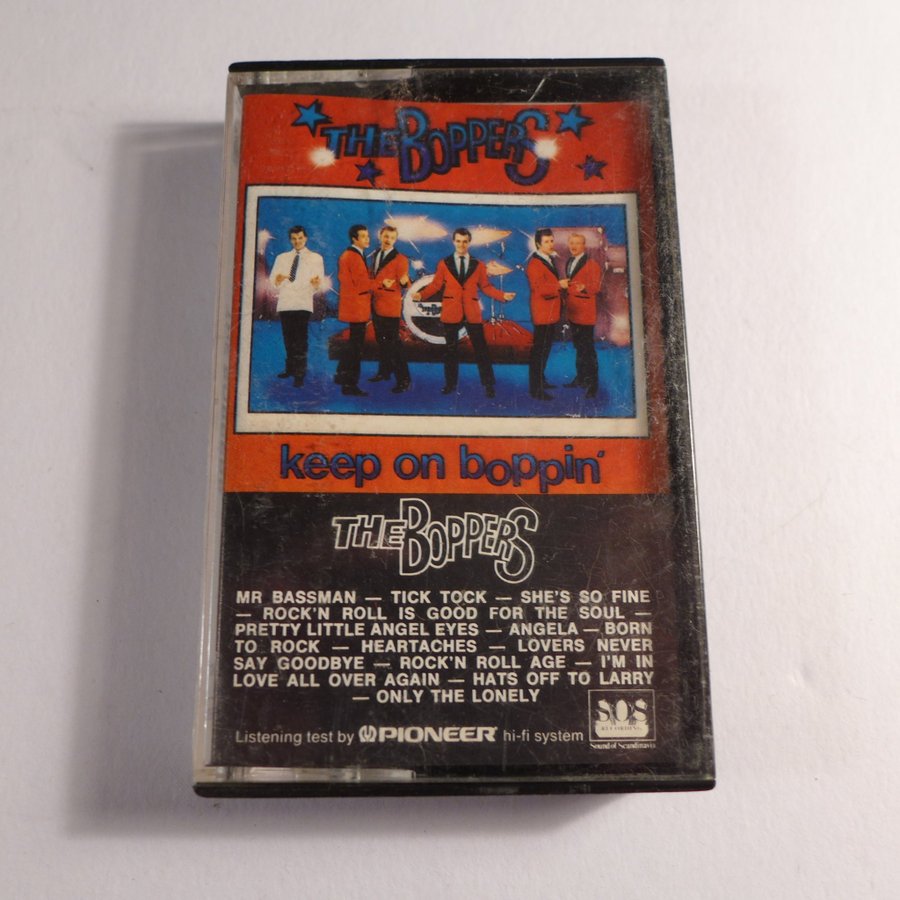 THE BOPPERS
keep on boppin'
THE BOPPERS
MR BASSMAN — TICK TOCK — SHE'S SO FINE
— ROCK'N ROLL IS GOOD FOR THE SOUL —
PRETTY LITTLE ANGEL EYES — ANGELA — BORN
TO ROCK — HEARTACHES — LOVERS NEVER
SAY GOODBYE — ROCK'N ROLL AGE — I'M IN
LOVE ALL OVER AGAIN — HATS OFF TO LARRY
— ONLY THE LONELY
Listening test by PIONEER hi-fi system
SOS
RECORDING
Sound of Scandinavia